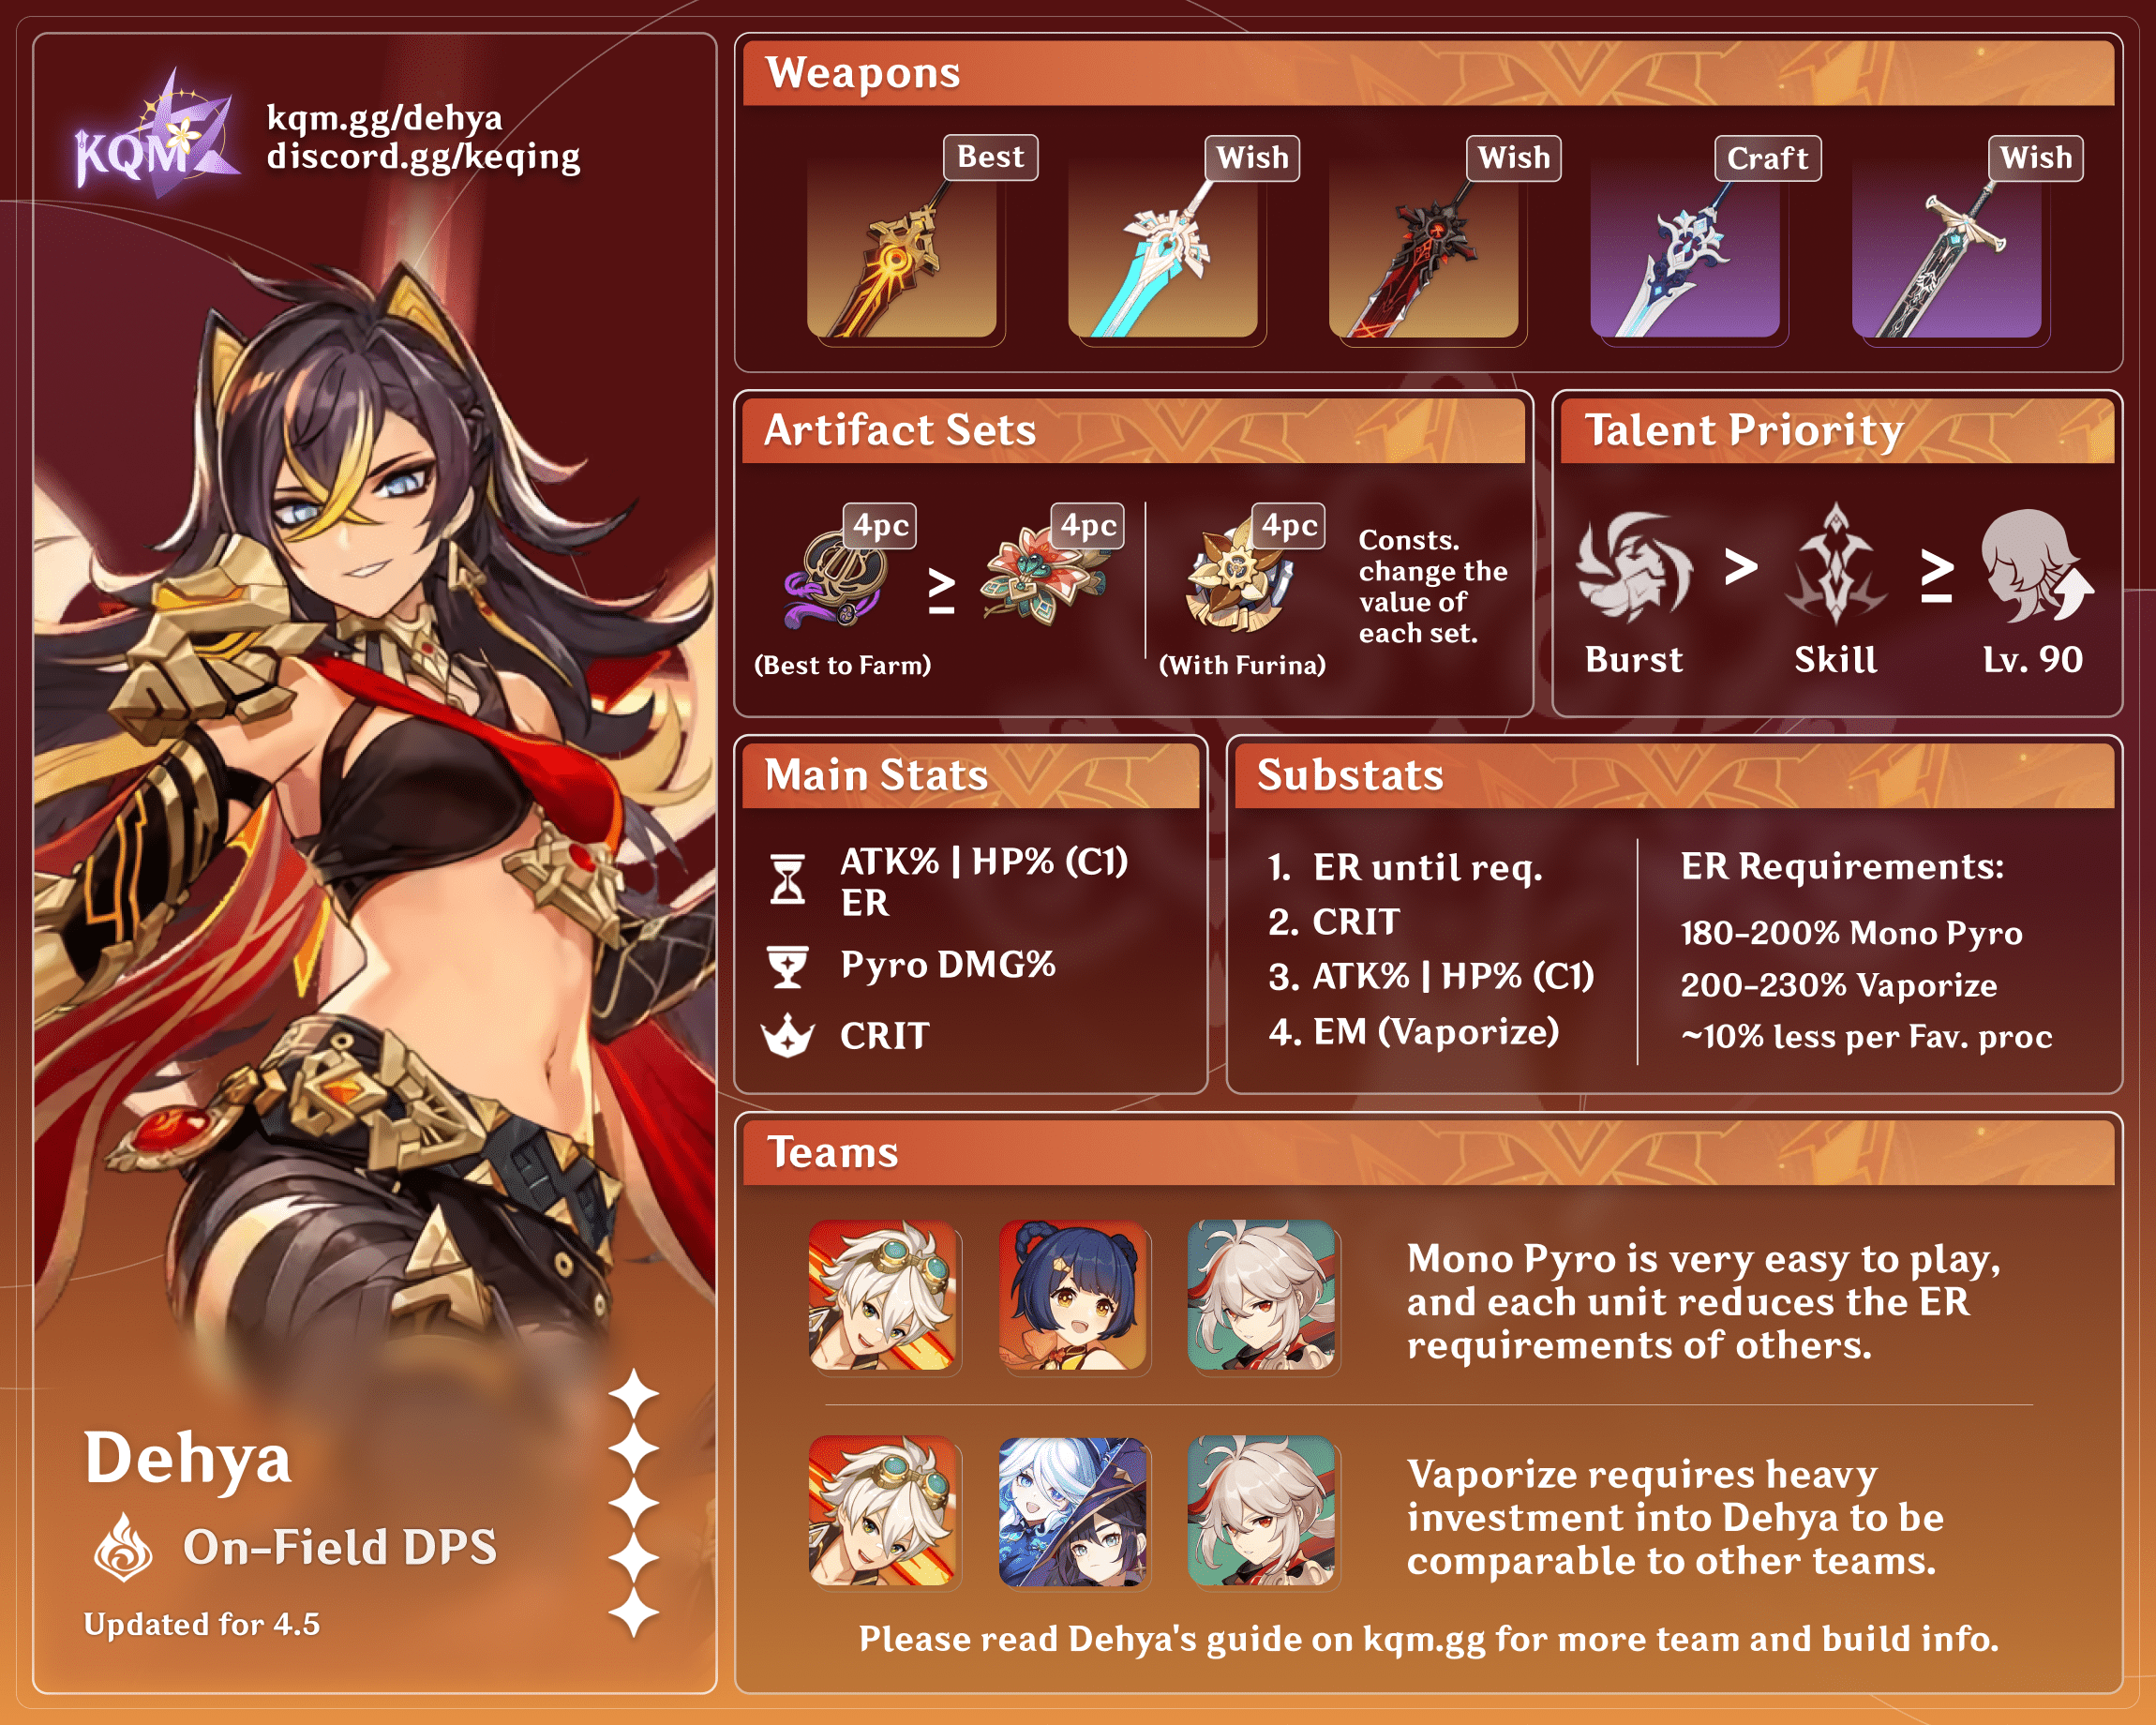 KQM
kqm.gg/dehya
discord.gg/keqing
Dehya
On-Field DPS
Updated for 4.5
Weapons
Best
Wish
Wish
Craft
Wish
Artifact Sets
4pc
≥
4pc
4pc
(Best to Farm)
(With Furina)
Consts.
change the
value of
each set.
Talent Priority
>
≥
Burst
Skill
Lv. 90
Main Stats
ATK% | HP% (C1)
ER
Pyro DMG%
CRIT
Substats
1. ER until req.
2. CRIT
3. ATK% | HP% (C1)
4. EM (Vaporize)
ER Requirements:
180-200% Mono Pyro
200-230% Vaporize
~10% less per Fav. proc
Teams
Mono Pyro is very easy to play,
and each unit reduces the ER
requirements of others.
Vaporize requires heavy
investment into Dehya to be
comparable to other teams.
Please read Dehya's guide on kqm.gg for more team and build info.